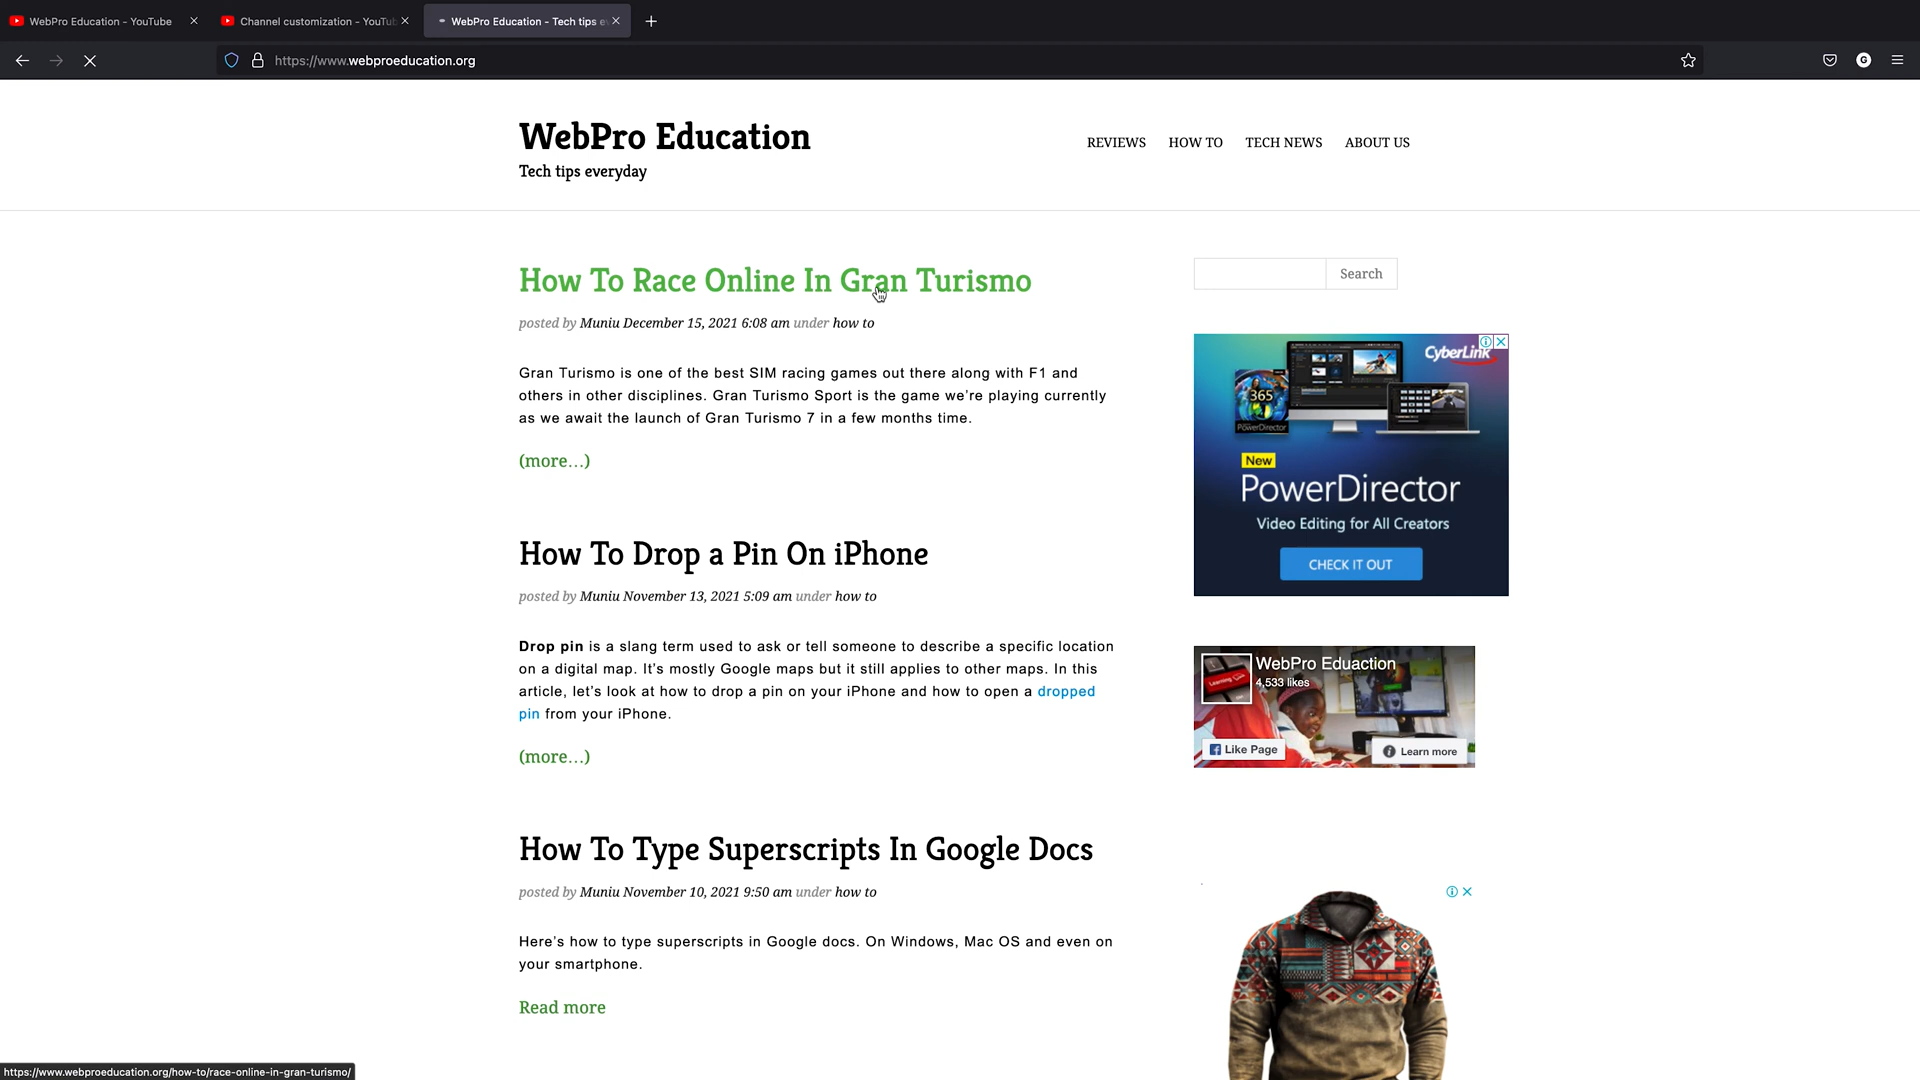 WebPro Education - YouTube
Channel customization - YouTub
WebPro Education - Tech tips e
https://www.webproeducation.org
G
WebPro Education
Tech tips everyday
REVIEWS HOW TO TECH NEWS ABOUT US
How To Race Online In Gran Turismo
posted by Muniu December 15, 2021 6:08 am under how to
Gran Turismo is one of the best SIM racing games out there along with F1 and
others in other disciplines. Gran Turismo Sport is the game we’re playing currently
as we await the launch of Gran Turismo 7 in a few months time.
(more…)
How To Drop a Pin On iPhone
posted by Muniu November 13, 2021 5:09 am under how to
Drop pin is a slang term used to ask or tell someone to describe a specific location
on a digital map. It’s mostly Google maps but it still applies to other maps. In this
article, let’s look at how to drop a pin on your iPhone and how to open a dropped
pin from your iPhone.
(more…)
How To Type Superscripts In Google Docs
posted by Muniu November 10, 2021 9:50 am under how to
Here’s how to type superscripts in Google docs. On Windows, Mac OS and even on
your smartphone.
Read more
Search
CyberLink
365
PowerDirector
New
PowerDirector
Video Editing for All Creators
CHECK IT OUT
WebPro Eduaction
4,533 likes
Learning
Like Page
Learn more
https://www.webproeducation.org/how-to/race-online-in-gran-turismo/